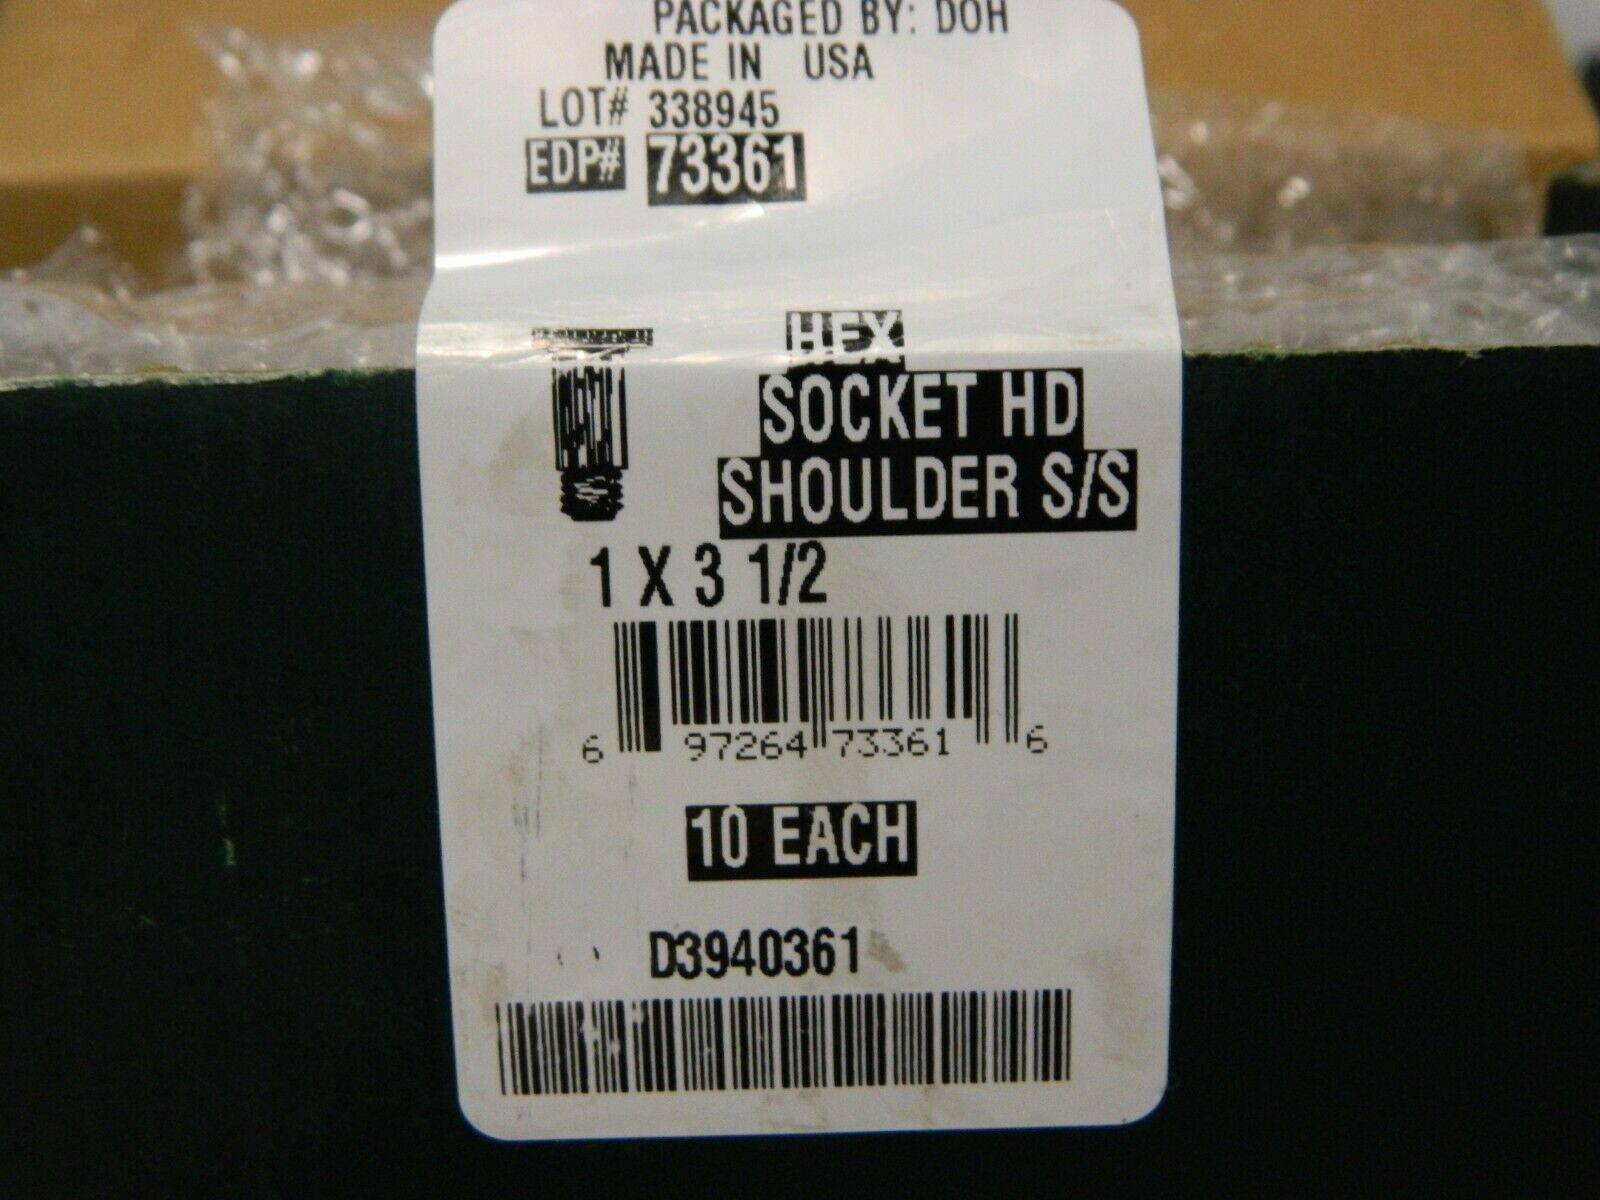 PACKAGED BY: DOH
MADE IN USA
LOT# 338945
EDP# 73361
HEX
SOCKET HD
SHOULDER S/S
1 X 3 1/2
6 97264 73361 6
10 EACH
D3940361